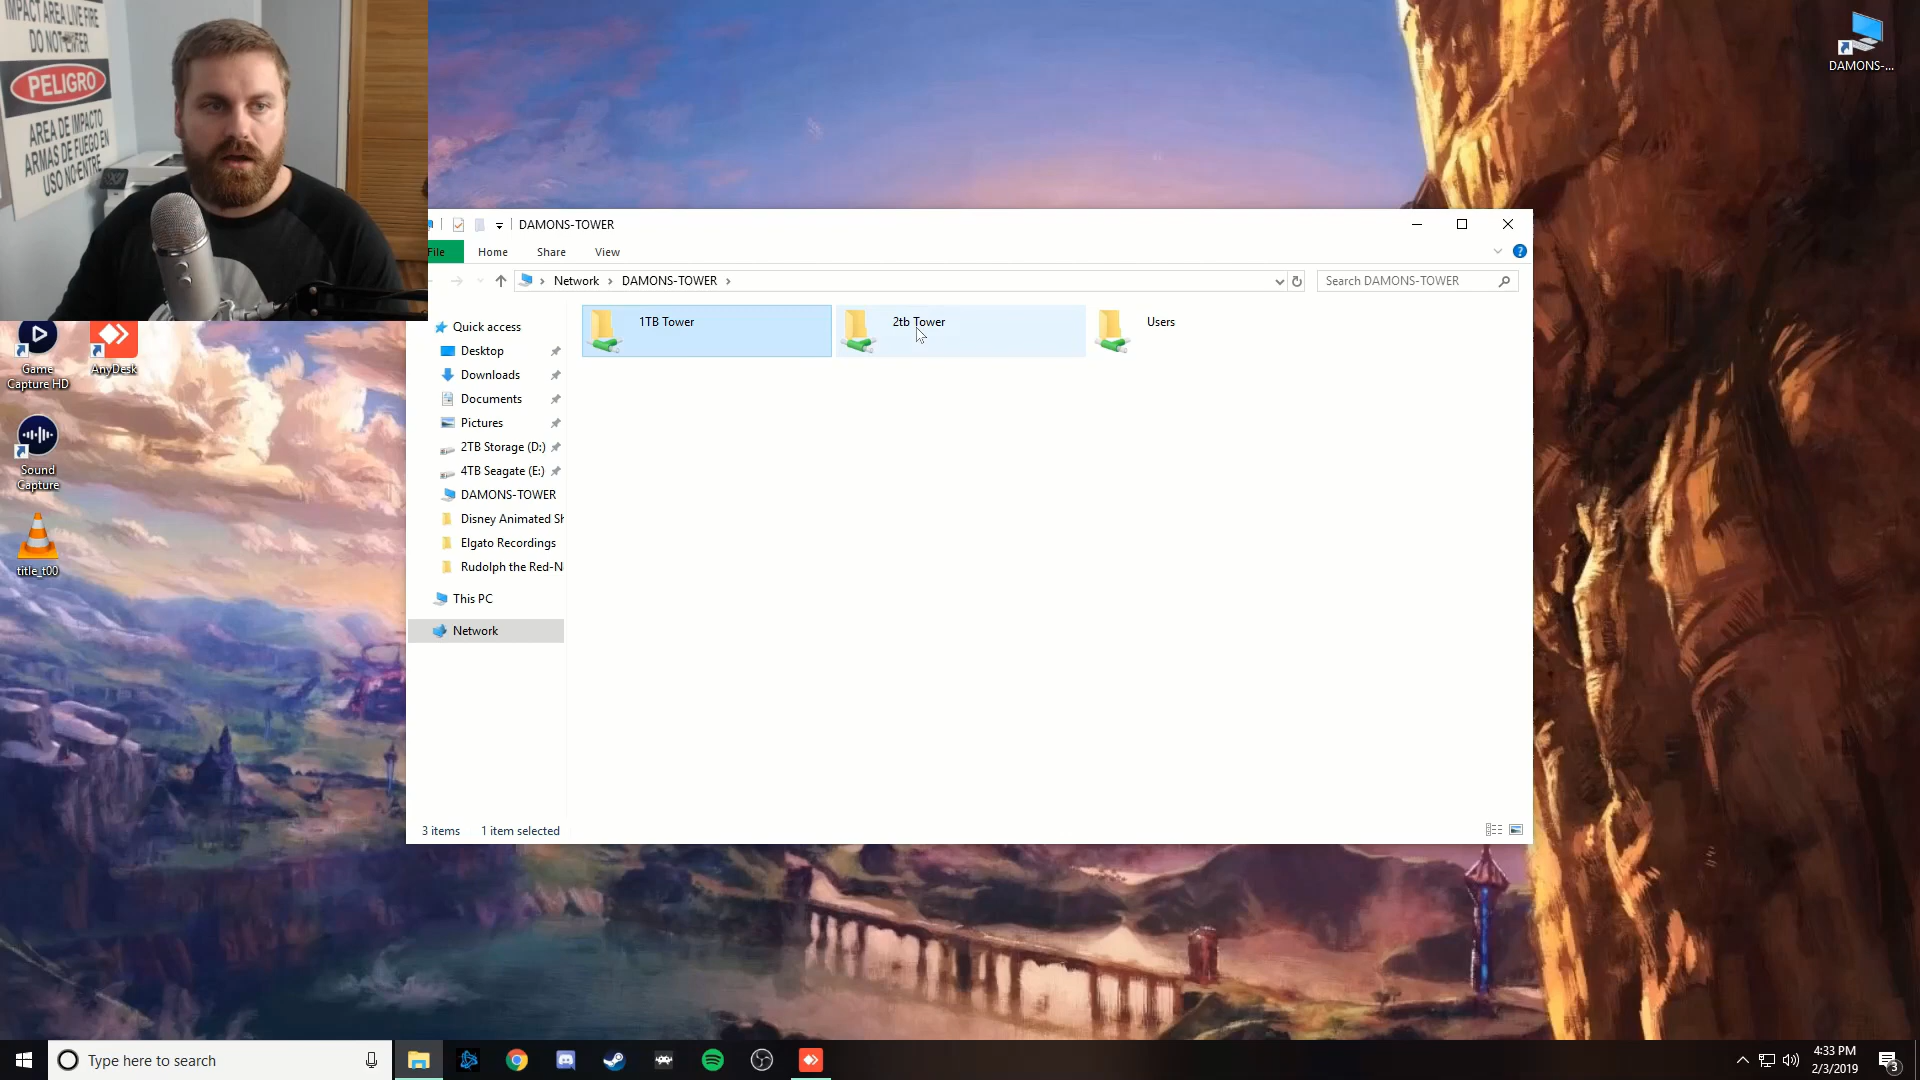 IMPACT AREA LIVE FIRE
DO NOT ENTER
PELIGRO
AREA DE IMPACTO
ARMAS DE FUEGO EN
USO NO ENTRE
DAMONS-...
DAMONS-TOWER
File
Home
Share
View
Network
DAMONS-TOWER
Search DAMONS-TOWER
1TB Tower
2tb Tower
Users
Quick access
Desktop
Downloads
Documents
Pictures
2TB Storage (D:)
4TB Seagate (E:)
DAMONS-TOWER
Disney Animated Sh
Elgato Recordings
Rudolph the Red-N
This PC
Network
Game
Capture HD
AnyDesk
Sound
Capture
title_t00
3 items
1 item selected
Type here to search
4:33 PM
2/3/2019
3